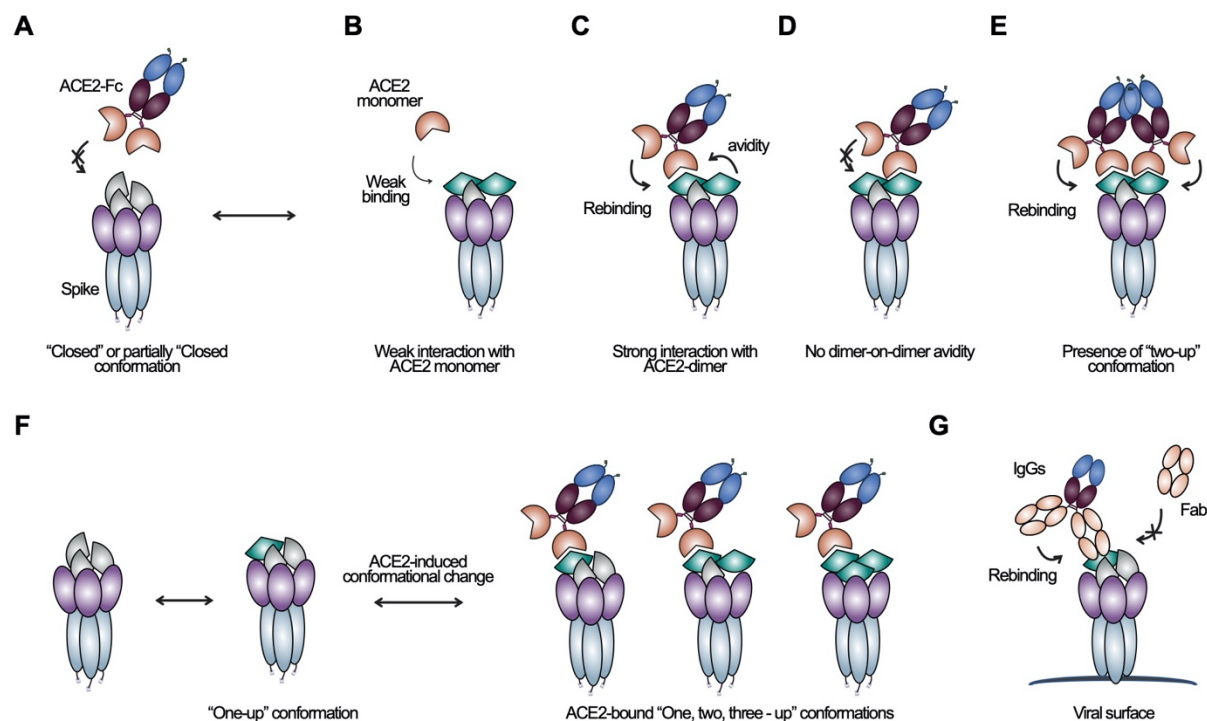 A
ACE2-Fc
Spike
“Closed” or partially “Closed
conformation
B
ACE2
monomer
Weak
binding
Weak interaction with
ACE2 monomer
C
avidity
Rebinding
Strong interaction with
ACE2-dimer
D
No dimer-on-dimer avidity
E
Rebinding
Presence of “two-up”
conformation
F
ACE2-induced
conformational change
“One-up” conformation
ACE2-bound “One, two, three - up” conformations
G
IgGs
Fab
Rebinding
Viral surface